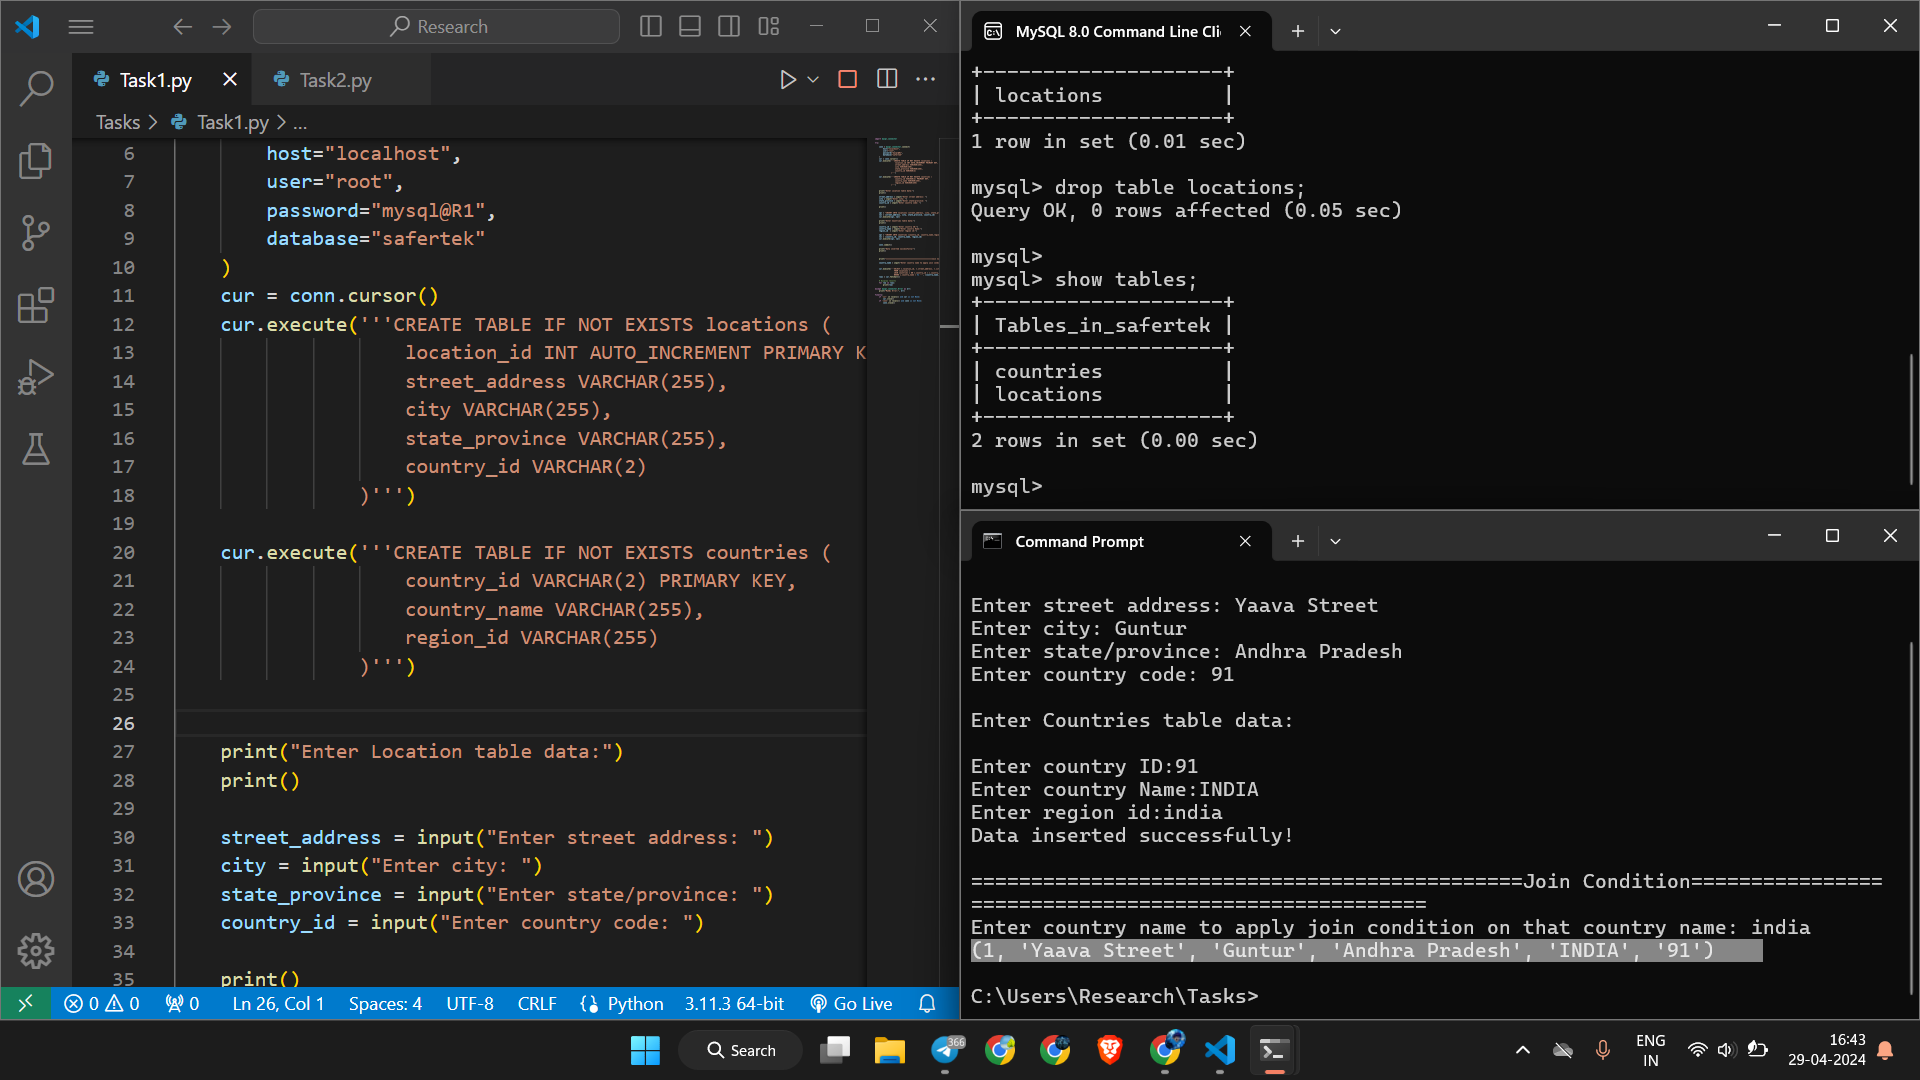 Research
Task1.py
Task2.py
Tasks > Task1.py > ...
6 host="localhost",
7 user="root",
8 password="mysql@R1",
9 database="safertek"
10 )
11 cur = conn.cursor()
12 cur.execute('''CREATE TABLE IF NOT EXISTS locations (
13 location_id INT AUTO_INCREMENT PRIMARY K
14 street_address VARCHAR(255),
15 city VARCHAR(255),
16 state_province VARCHAR(255),
17 country_id VARCHAR(2)
18 )''')
19
20 cur.execute('''CREATE TABLE IF NOT EXISTS countries (
21 country_id VARCHAR(2) PRIMARY KEY,
22 country_name VARCHAR(255),
23 region_id VARCHAR(255)
24 )''')
25
26
27 print("Enter Location table data:")
28 print()
29
30 street_address = input("Enter street address: ")
31 city = input("Enter city: ")
32 state_province = input("Enter state/province: ")
33 country_id = input("Enter country code: ")
34
35 print()
0 0 0 Ln 26, Col 1 Spaces: 4 UTF-8 CRLF Python 3.11.3 64-bit Go Live
MySQL 8.0 Command Line Cli
+--------------------+
| locations          |
+--------------------+
1 row in set (0.01 sec)
mysql> drop table locations;
Query OK, 0 rows affected (0.05 sec)
mysql>
mysql> show tables;
+--------------------+
| Tables_in_safertek |
+--------------------+
| countries          |
| locations          |
+--------------------+
2 rows in set (0.00 sec)
mysql>
Command Prompt
Enter street address: Yaava Street
Enter city: Guntur
Enter state/province: Andhra Pradesh
Enter country code: 91
Enter Countries table data:
Enter country ID:91
Enter country Name:INDIA
Enter region id:india
Data inserted successfully!
==============================================Join Condition================
======================================
Enter country name to apply join condition on that country name: india
(1, 'Yaava Street', 'Guntur', 'Andhra Pradesh', 'INDIA', '91')
C:\Users\Research\Tasks>
Search
366
ENG
IN
16:43
29-04-2024